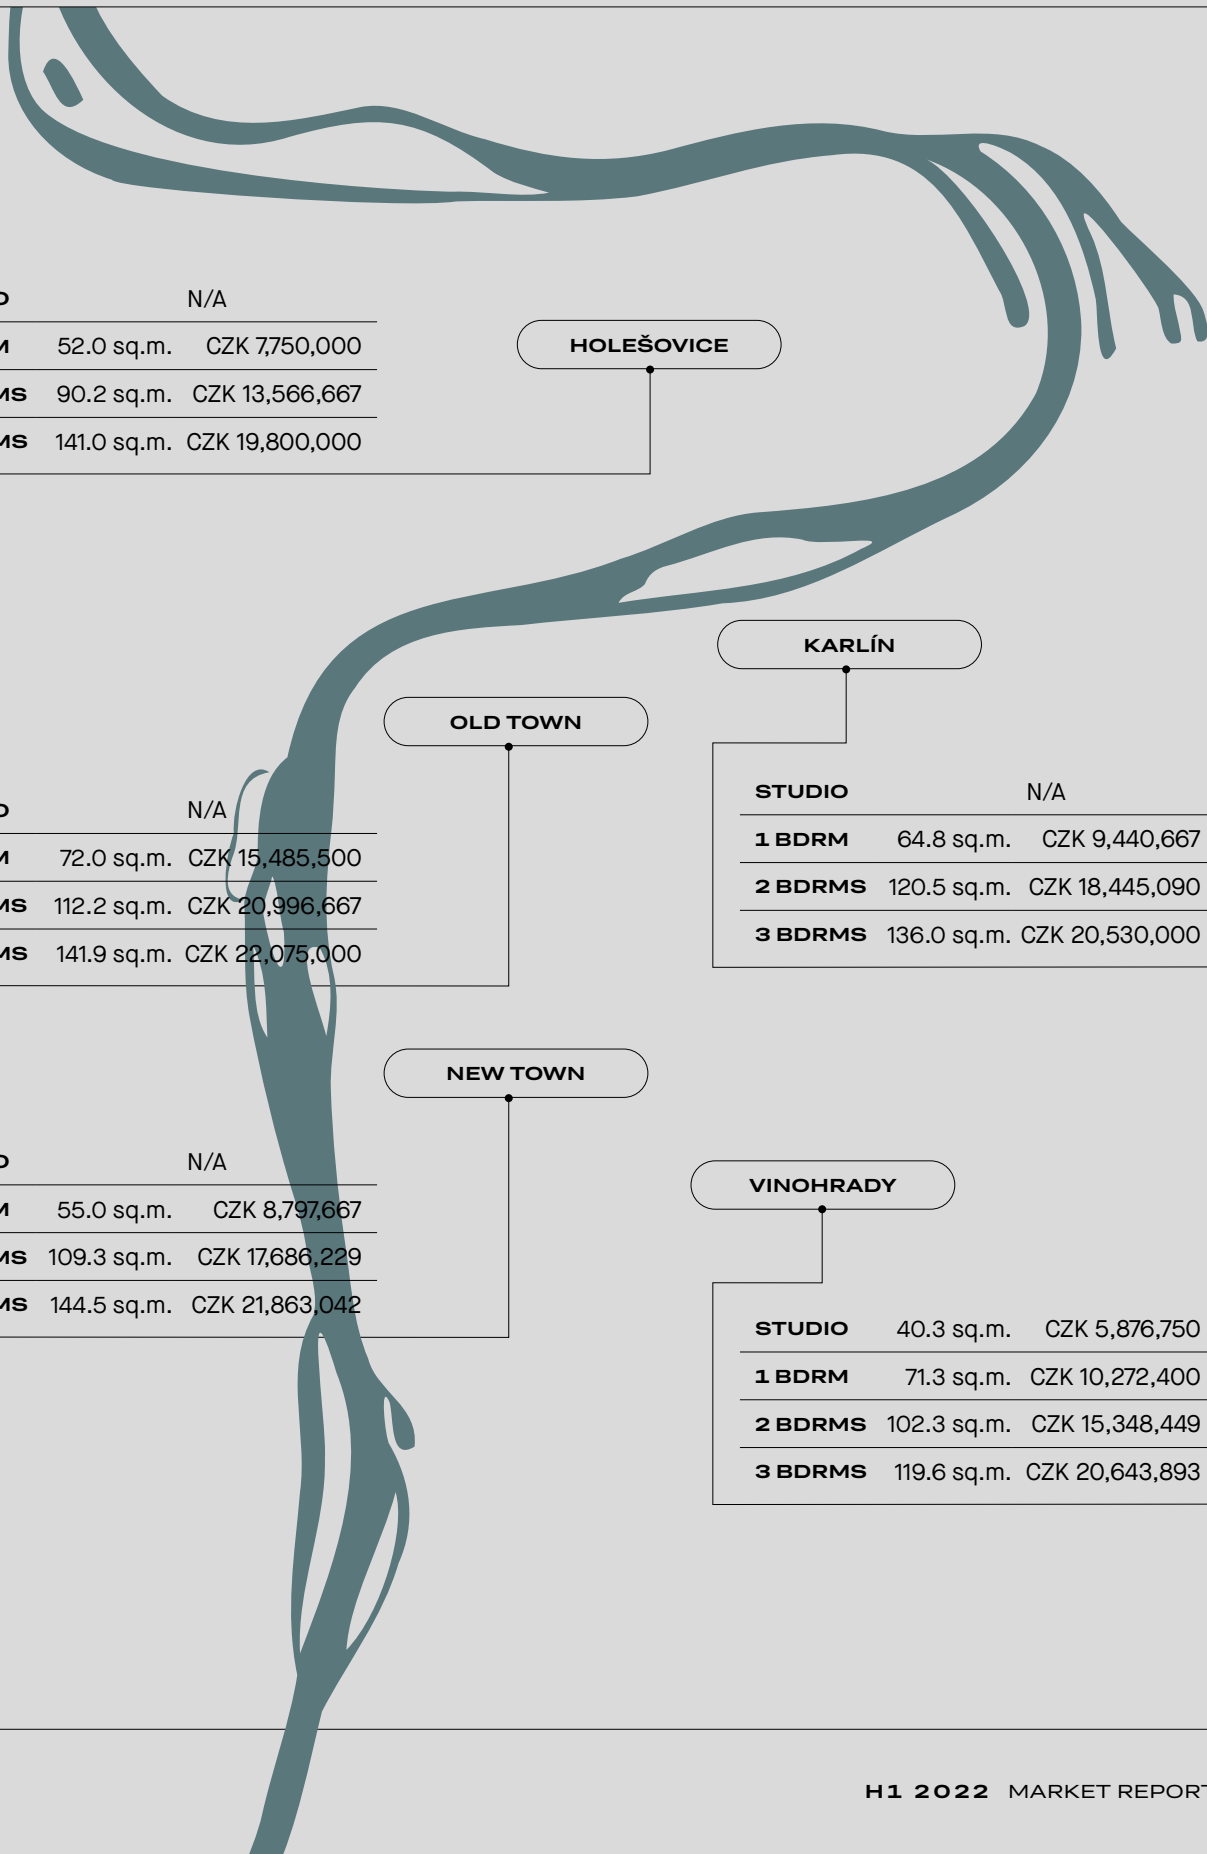 N/A
52.0 sq.m. CZK 7,750,000
90.2 sq.m. CZK 13,566,667
141.0 sq.m. CZK 19,800,000
HOLEŠOVICE
KARLÍN
OLD TOWN
N/A
72.0 sq.m. CZK 15,485,500
112.2 sq.m. CZK 20,996,667
141.9 sq.m. CZK 22,075,000
STUDIO N/A
1 BDRM 64.8 sq.m. CZK 9,440,667
2 BDRMS 120.5 sq.m. CZK 18,445,090
3 BDRMS 136.0 sq.m. CZK 20,530,000
NEW TOWN
N/A
55.0 sq.m. CZK 8,797,667
109.3 sq.m. CZK 17,686,229
144.5 sq.m. CZK 21,863,042
VINOHRADY
STUDIO 40.3 sq.m. CZK 5,876,750
1 BDRM 71.3 sq.m. CZK 10,272,400
2 BDRMS 102.3 sq.m. CZK 15,348,449
3 BDRMS 119.6 sq.m. CZK 20,643,893
H1 2022 MARKET REPORT